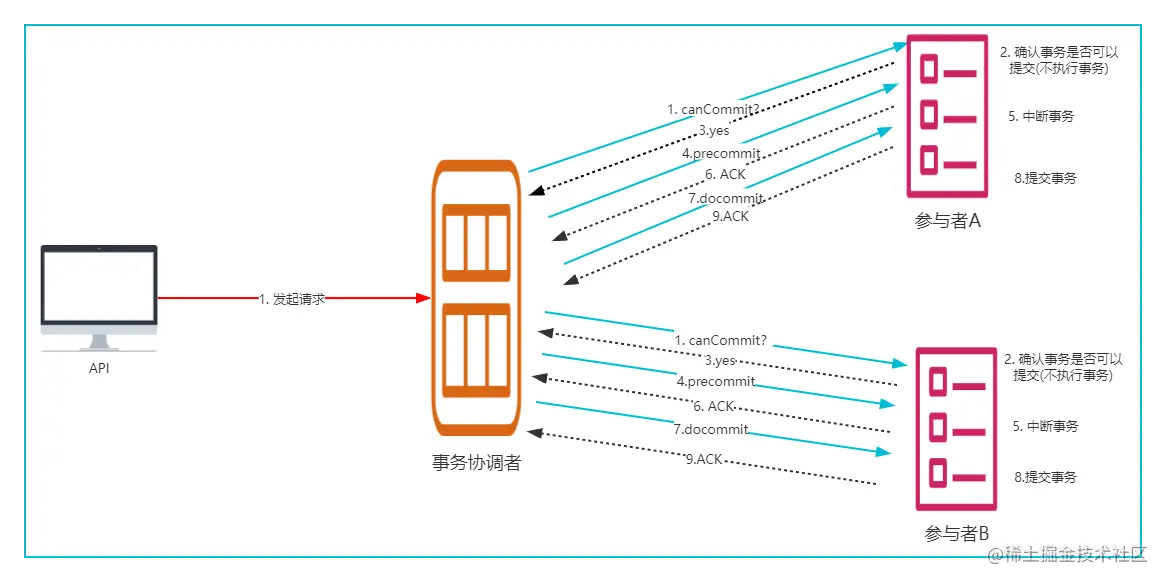 1. canCommit?
3.yes
4.precommit
6. ACK
7.docommit
9.ACK
2. 确认事务是否可以
提交(不执行事务)
5. 中断事务
8.提交事务
参与者A
1. 发起请求
API
事务协调者
1. canCommit?
3.yes
4.precommit
6. ACK
7.docommit
9.ACK
2. 确认事务是否可以
提交(不执行事务)
5. 中断事务
8.提交事务
参与者B
@稀土掘金技术社区